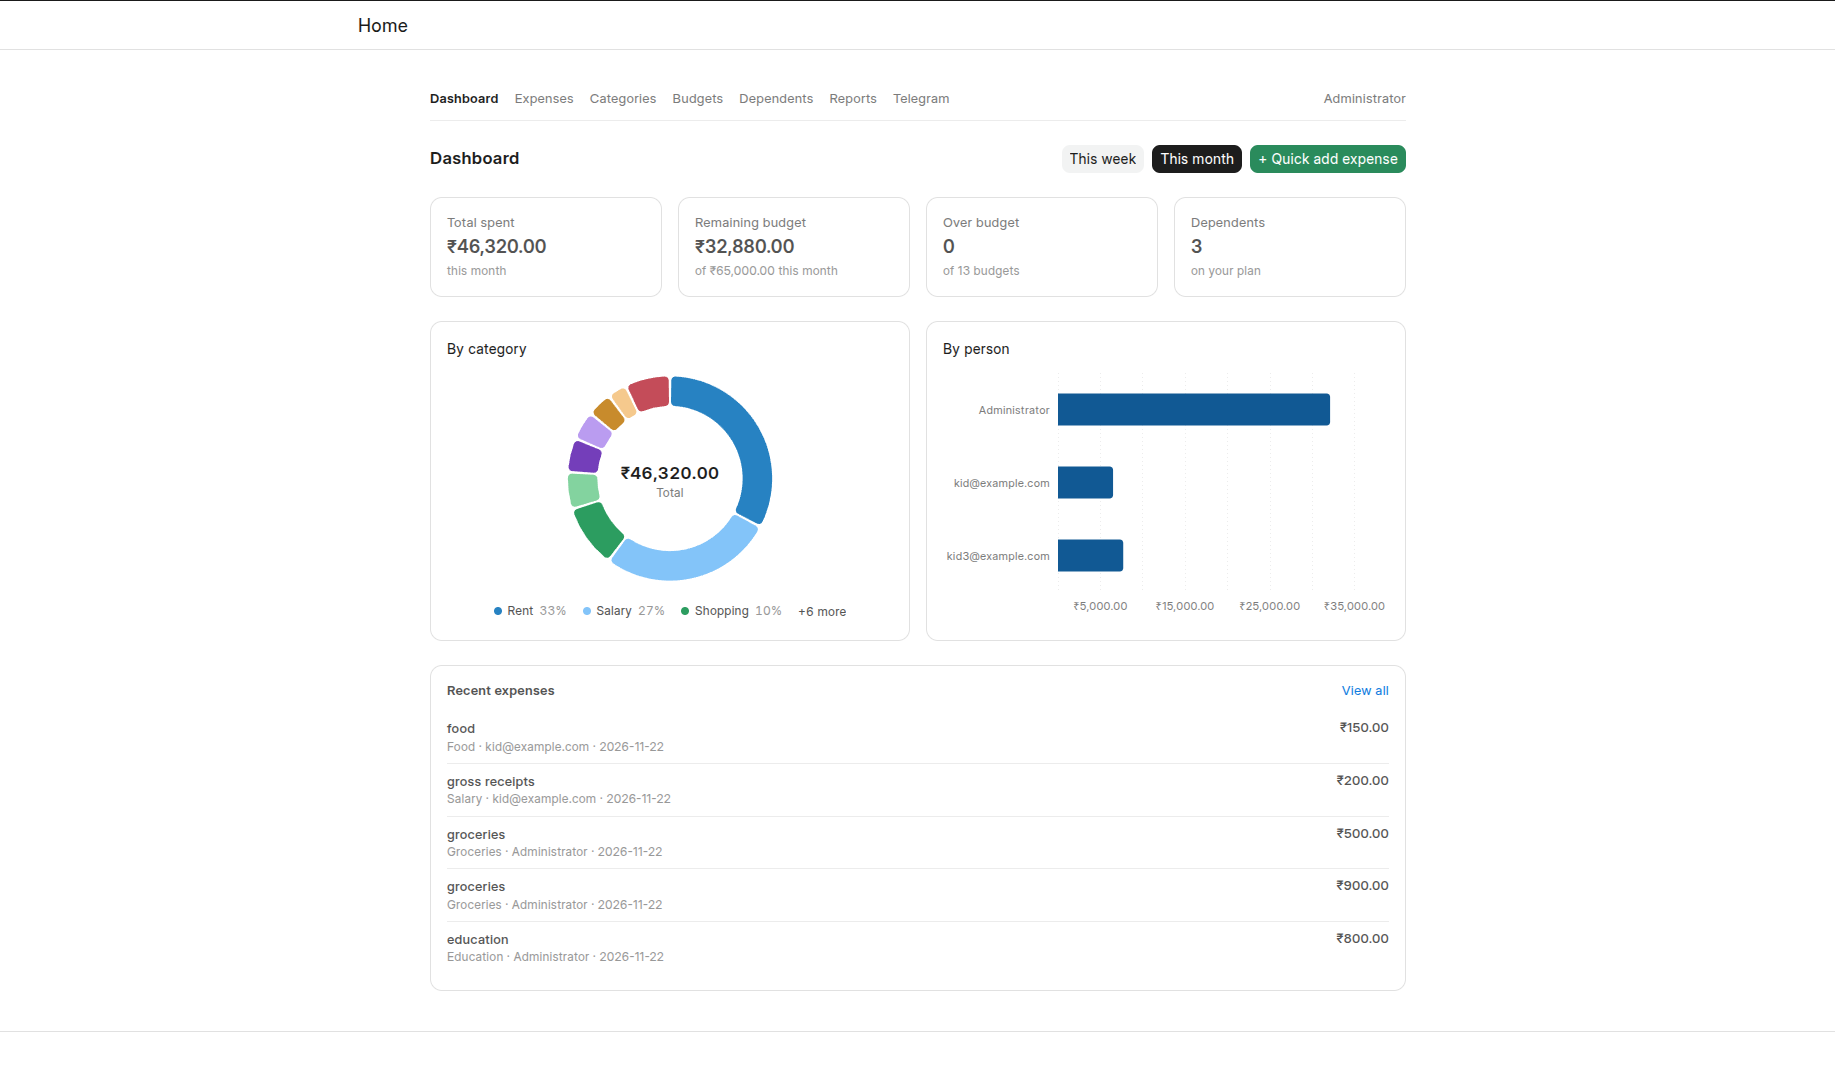 Home
Dashboard Expenses Categories Budgets Dependents Reports Telegram Administrator
Dashboard This week This month + Quick add expense
Total spent
₹46,320.00
this month
Remaining budget
₹32,880.00
of ₹65,000.00 this month
Over budget
0
of 13 budgets
Dependents
3
on your plan
By category
₹46,320.00
Total
Rent 33% Salary 27% Shopping 10% +6 more
By person
Administrator
kid@example.com
kid3@example.com
₹5,000.00 ₹15,000.00 ₹25,000.00 ₹35,000.00
Recent expenses View all
food ₹150.00
Food · kid@example.com · 2026-11-22
gross receipts ₹200.00
Salary · kid@example.com · 2026-11-22
groceries ₹500.00
Groceries · Administrator · 2026-11-22
groceries ₹900.00
Groceries · Administrator · 2026-11-22
education ₹800.00
Education · Administrator · 2026-11-22